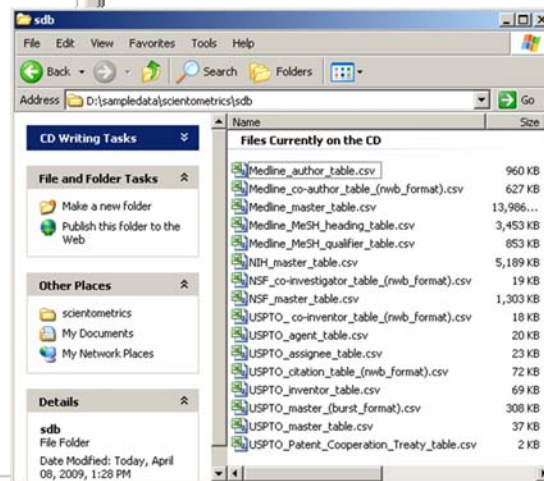 sdb
File Edit View Favorites Tools Help
Back Search Folders
Address D:\sampledata\scientometrics\sdb Go
CD Writing Tasks
File and Folder Tasks
Make a new folder
Publish this folder to the
Web
Other Places
scientometrics
My Documents
My Network Places
Details
sdb
File Folder
Date Modified: Today, April
08, 2009, 1:28 PM
Name Size
Files Currently on the CD
Medline_author_table.csv 960 KB
Medline_co-author_table_(nwb_format).csv 627 KB
Medline_master_table.csv 13,986...
Medline_MeSH_heading_table.csv 3,453 KB
Medline_MeSH_qualifier_table.csv 853 KB
NIH_master_table.csv 5,189 KB
NSF_co-investigator_table_(nwb_format).csv 19 KB
NSF_master_table.csv 1,303 KB
USPTO_ co-inventor_table_(nwb_format).csv 18 KB
USPTO_agent_table.csv 20 KB
USPTO_assignee_table.csv 23 KB
USPTO_citation_table_(nwb_format).csv 72 KB
USPTO_inventor_table.csv 69 KB
USPTO_master_(burst_format).csv 308 KB
USPTO_master_table.csv 37 KB
USPTO_Patent_Cooperation_Treaty_table.csv 2 KB